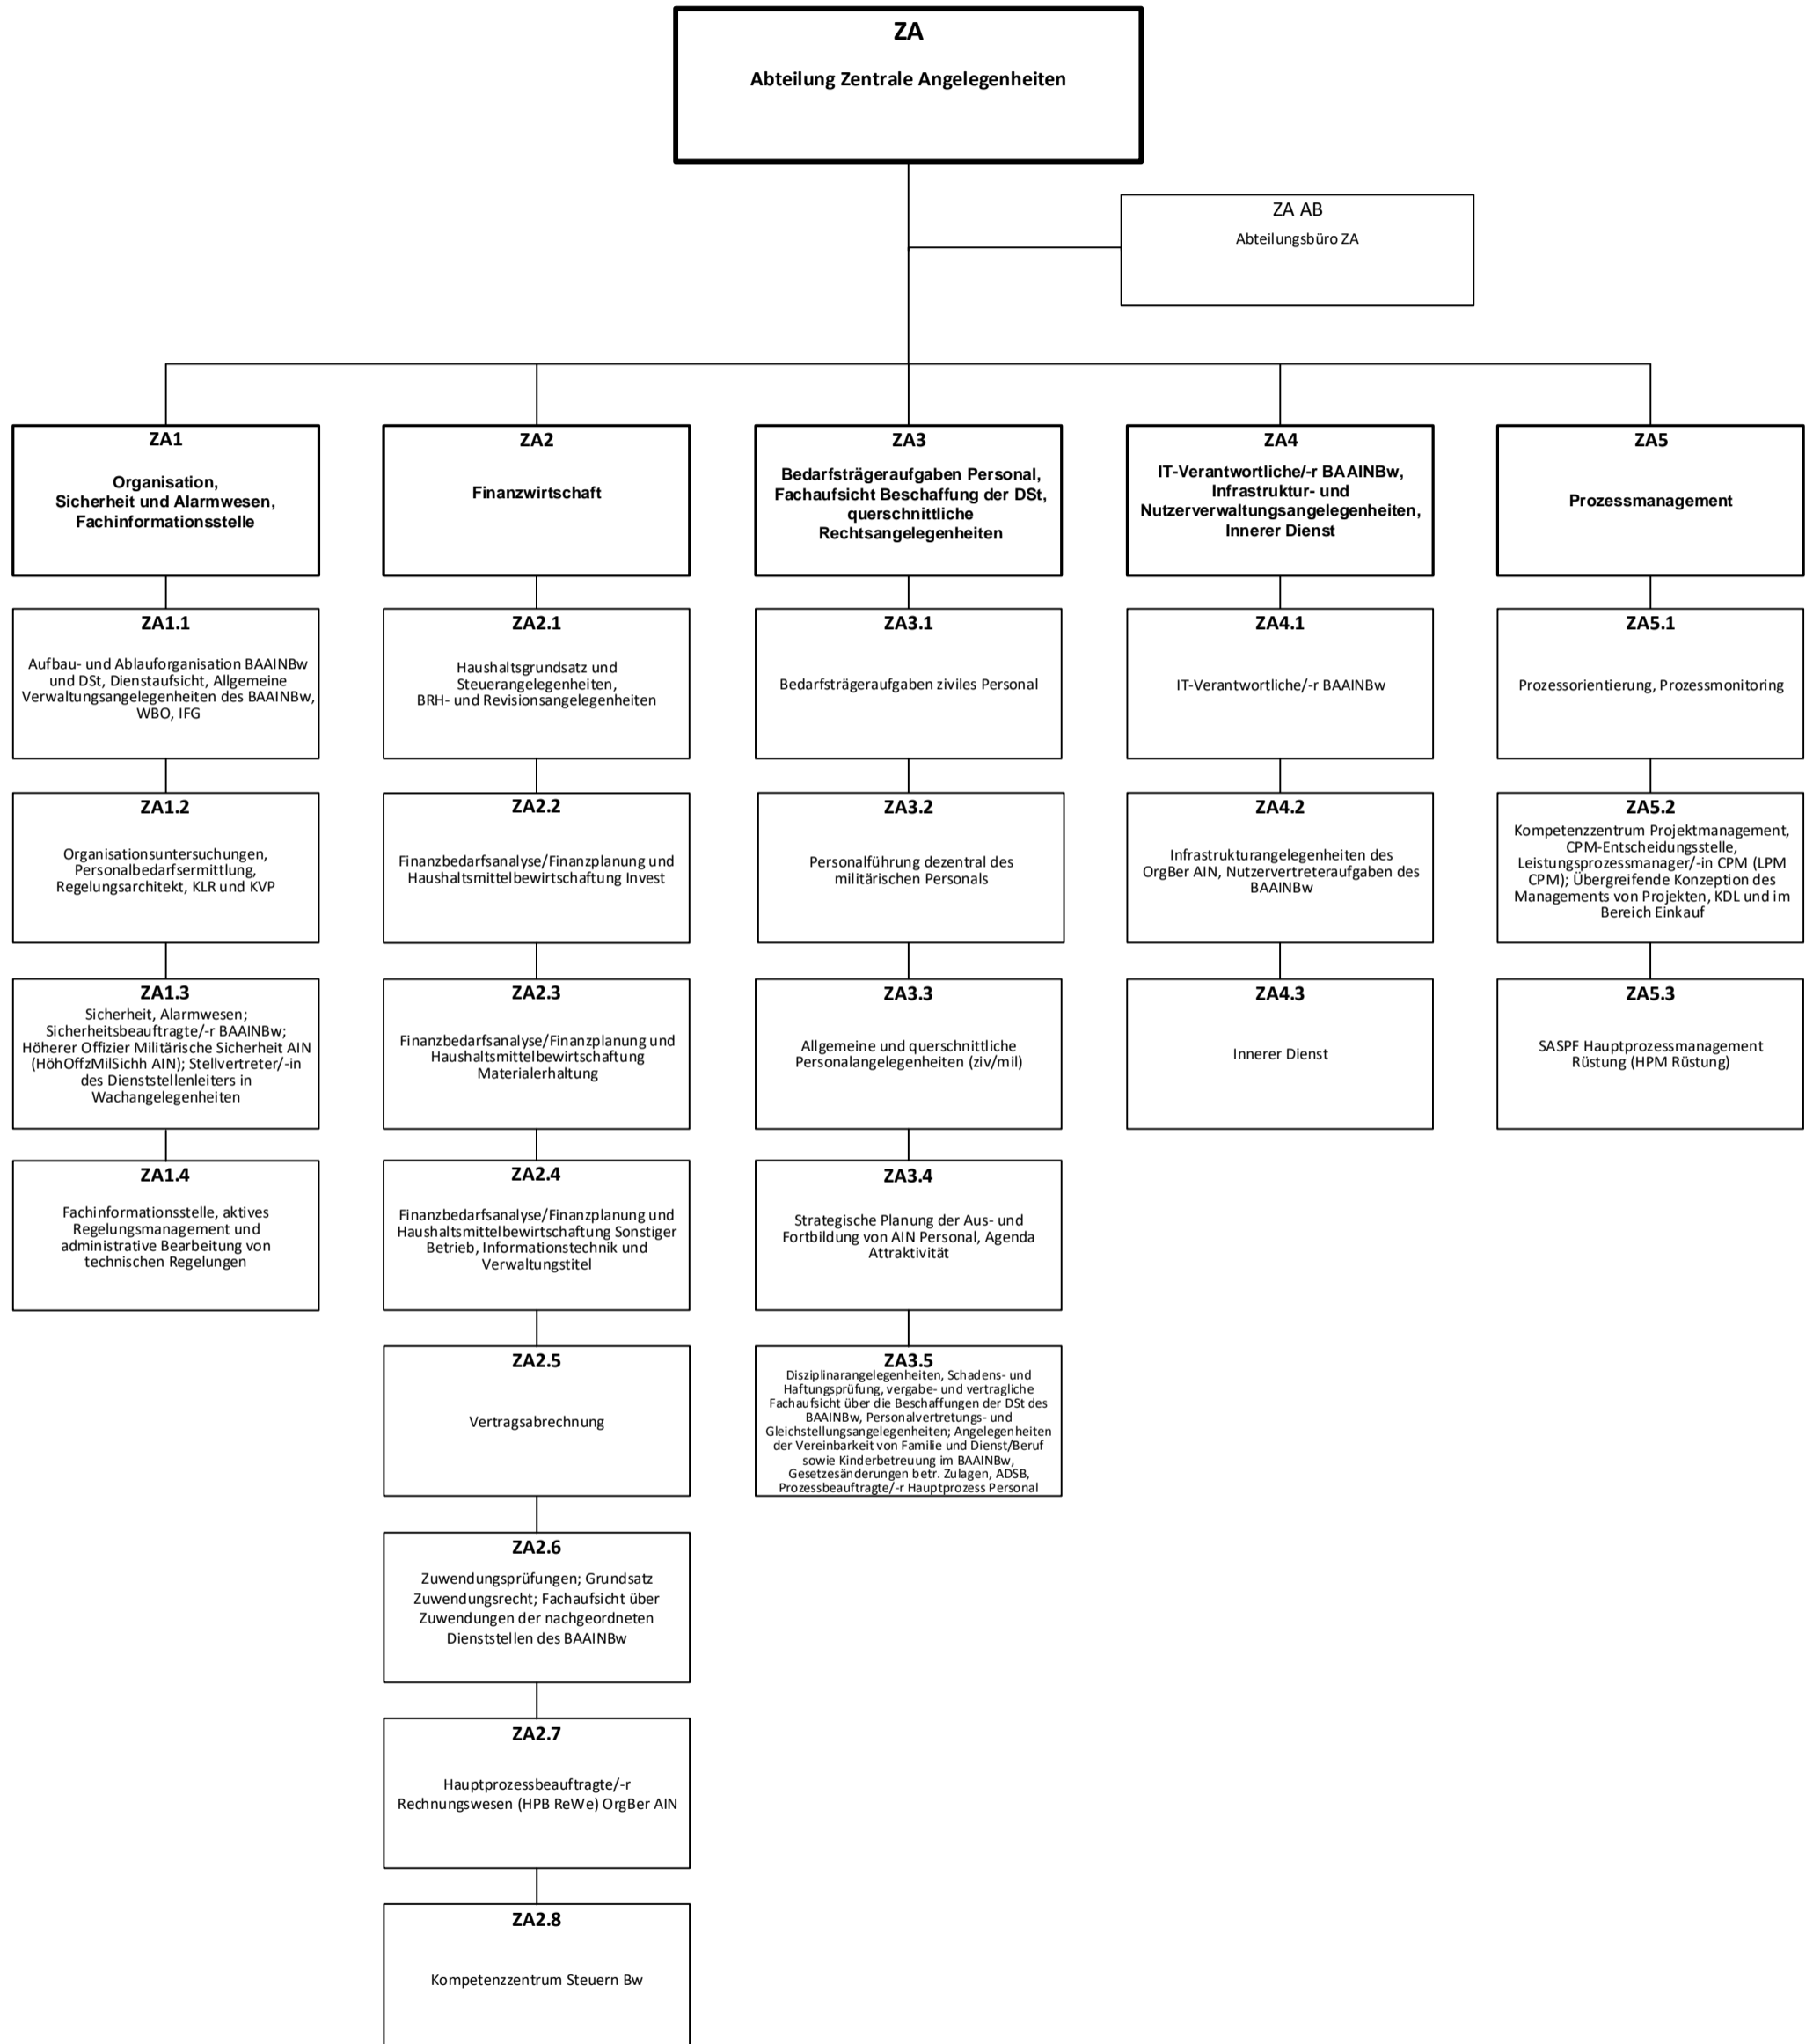 ZA
Abteilung Zentrale Angelegenheiten
ZA AB
Abteilungsbüro ZA
ZA1
Organisation,
Sicherheit und Alarmwesen,
Fachinformationsstelle
ZA1.1
Aufbau- und Ablauforganisation BAAINBw
und DSt, Dienstaufsicht, Allgemeine
Verwaltungsangelegenheiten des BAAINBw,
WBO, IFG
ZA1.2
Organisationsuntersuchungen,
Personalbedarfsermittlung,
Regelungsarchitekt, KLR und KVP
ZA1.3
Sicherheit, Alarmwesen;
Sicherheitsbeauftragte/-r BAAINBw;
Höherer Offizier Militärische Sicherheit AIN
(HöhOffzMilSichh AIN); Stellvertreter/-in
des Dienststellenleiters in
Wachangelegenheiten
ZA1.4
Fachinformationsstelle, aktives
Regelungsmanagement und
administrative Bearbeitung von
technischen Regelungen
ZA2
Finanzwirtschaft
ZA2.1
Haushaltsgrundsatz und
Steuerangelegenheiten,
BRH- und Revisionsangelegenheiten
ZA2.2
Finanzbedarfsanalyse/Finanzplanung und
Haushaltsmittelbewirtschaftung Invest
ZA2.3
Finanzbedarfsanalyse/Finanzplanung und
Haushaltsmittelbewirtschaftung
Materialerhaltung
ZA2.4
Finanzbedarfsanalyse/Finanzplanung und
Haushaltsmittelbewirtschaftung Sonstiger
Betrieb, Informationstechnik und
Verwaltungstitel
ZA2.5
Vertragsabrechnung
ZA2.6
Zuwendungsprüfungen; Grundsatz
Zuwendungsrecht; Fachaufsicht über
Zuwendungen der nachgeordneten
Dienststellen des BAAINBw
ZA2.7
Hauptprozessbeauftragte/-r
Rechnungswesen (HPB ReWe) OrgBer AIN
ZA2.8
Kompetenzzentrum Steuern Bw
ZA3
Bedarfsträgeraufgaben Personal,
Fachaufsicht Beschaffung der DSt,
querschnittliche
Rechtsangelegenheiten
ZA3.1
Bedarfsträgeraufgaben ziviles Personal
ZA3.2
Personalführung dezentral des
militärischen Personals
ZA3.3
Allgemeine und querschnittliche
Personalangelegenheiten (ziv/mil)
ZA3.4
Strategische Planung der Aus- und
Fortbildung von AIN Personal, Agenda
Attraktivität
ZA3.5
Disziplinarangelegenheiten, Schadens- und
Haftungsprüfung, vergabe- und vertragliche
Fachaufsicht über die Beschaffungen der DSt des
BAAINBw, Personalvertretungs- und
Gleichstellungsangelegenheiten; Angelegenheiten
der Vereinbarkeit von Familie und Dienst/Beruf
sowie Kinderbetreuung im BAAINBw,
Gesetzesänderungen betr. Zulagen, ADSB,
Prozessbeauftragte/-r Hauptprozess Personal
ZA4
IT-Verantwortliche/-r BAAINBw,
Infrastruktur- und
Nutzerverwaltungsangelegenheiten,
Innerer Dienst
ZA4.1
IT-Verantwortliche/-r BAAINBw
ZA4.2
Infrastrukturangelegenheiten des
OrgBer AIN, Nutzervertreteraufgaben des
BAAINBw
ZA4.3
Innerer Dienst
ZA5
Prozessmanagement
ZA5.1
Prozessorientierung, Prozessmonitoring
ZA5.2
Kompetenzzentrum Projektmanagement,
CPM-Entscheidungsstelle,
Leistungsprozessmanager/-in CPM (LPM
CPM); Übergreifende Konzeption des
Managements von Projekten, KDL und im
Bereich Einkauf
ZA5.3
SASPF Hauptprozessmanagement
Rüstung (HPM Rüstung)